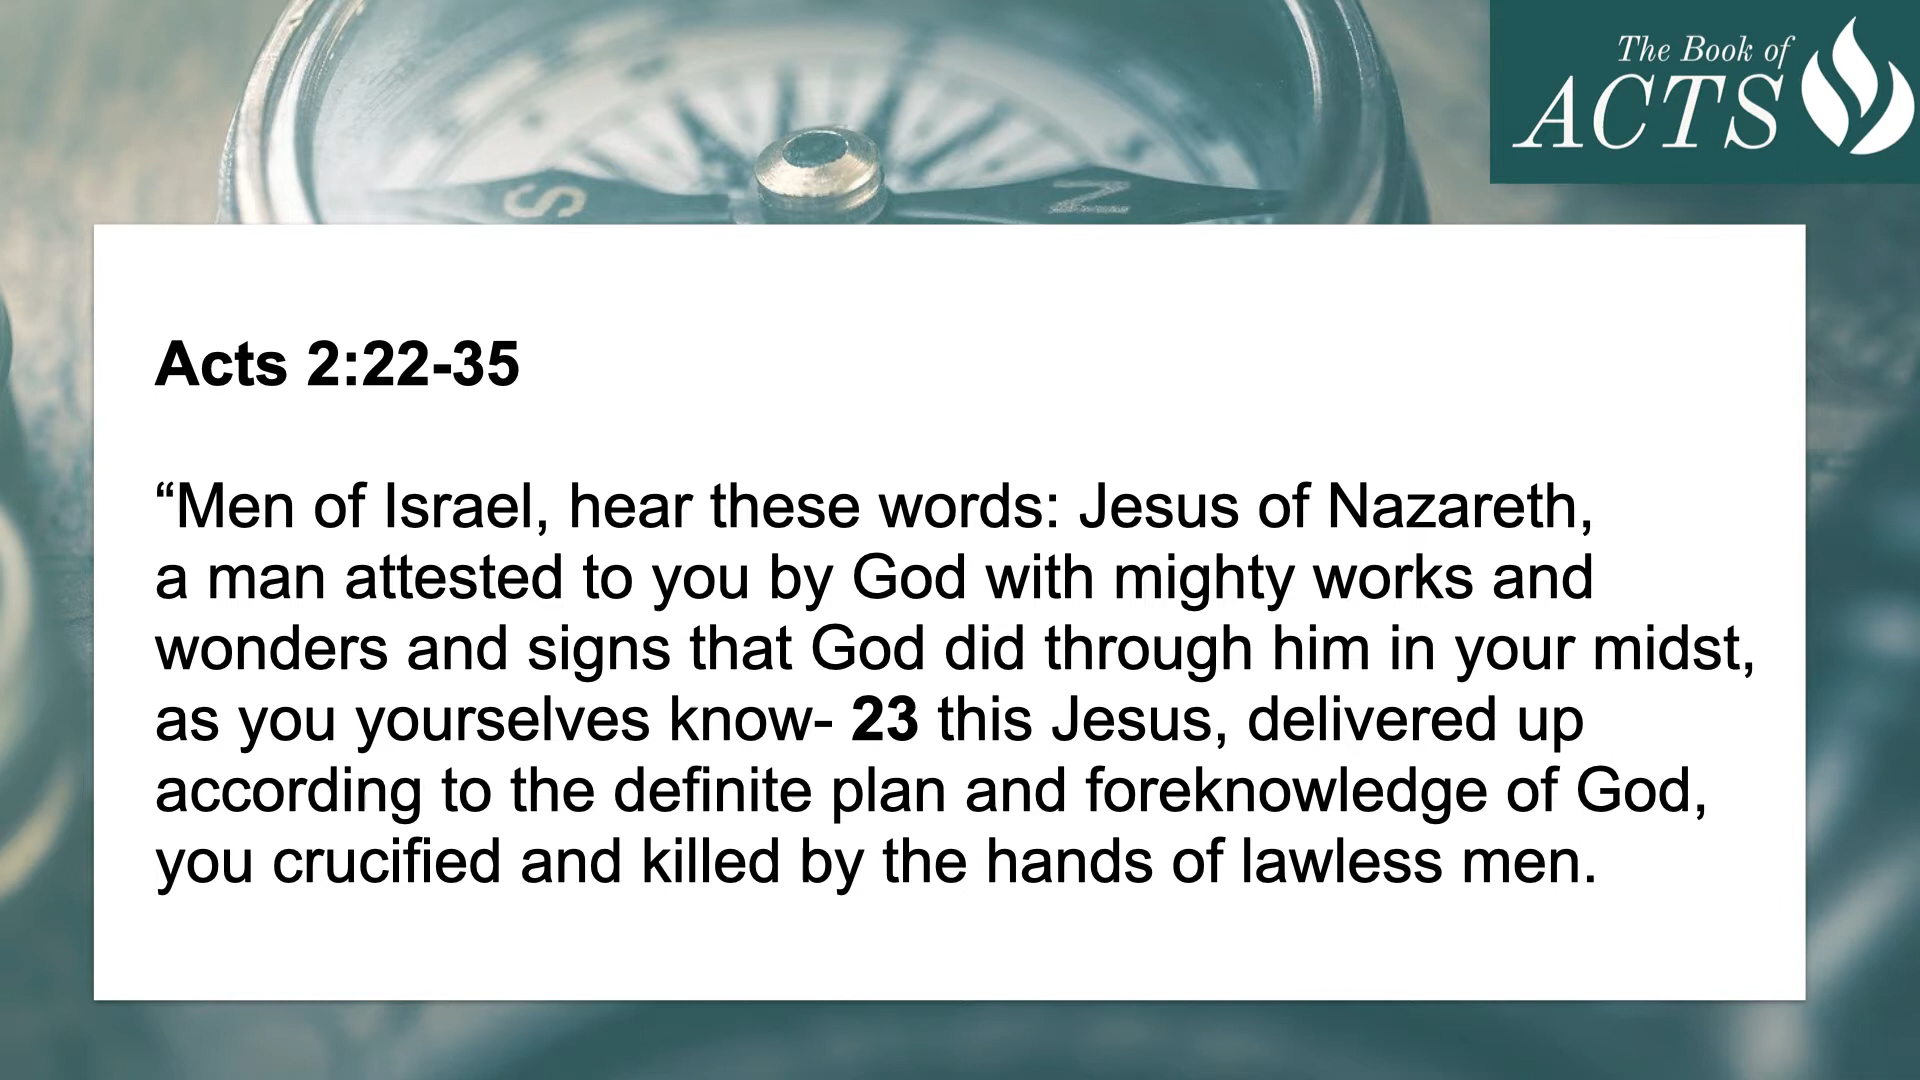 The Book of
ACTS
S
N
Acts 2:22-35
“Men of Israel, hear these words: Jesus of Nazareth,
a man attested to you by God with mighty works and
wonders and signs that God did through him in your midst,
as you yourselves know- 23 this Jesus, delivered up
according to the definite plan and foreknowledge of God,
you crucified and killed by the hands of lawless men.